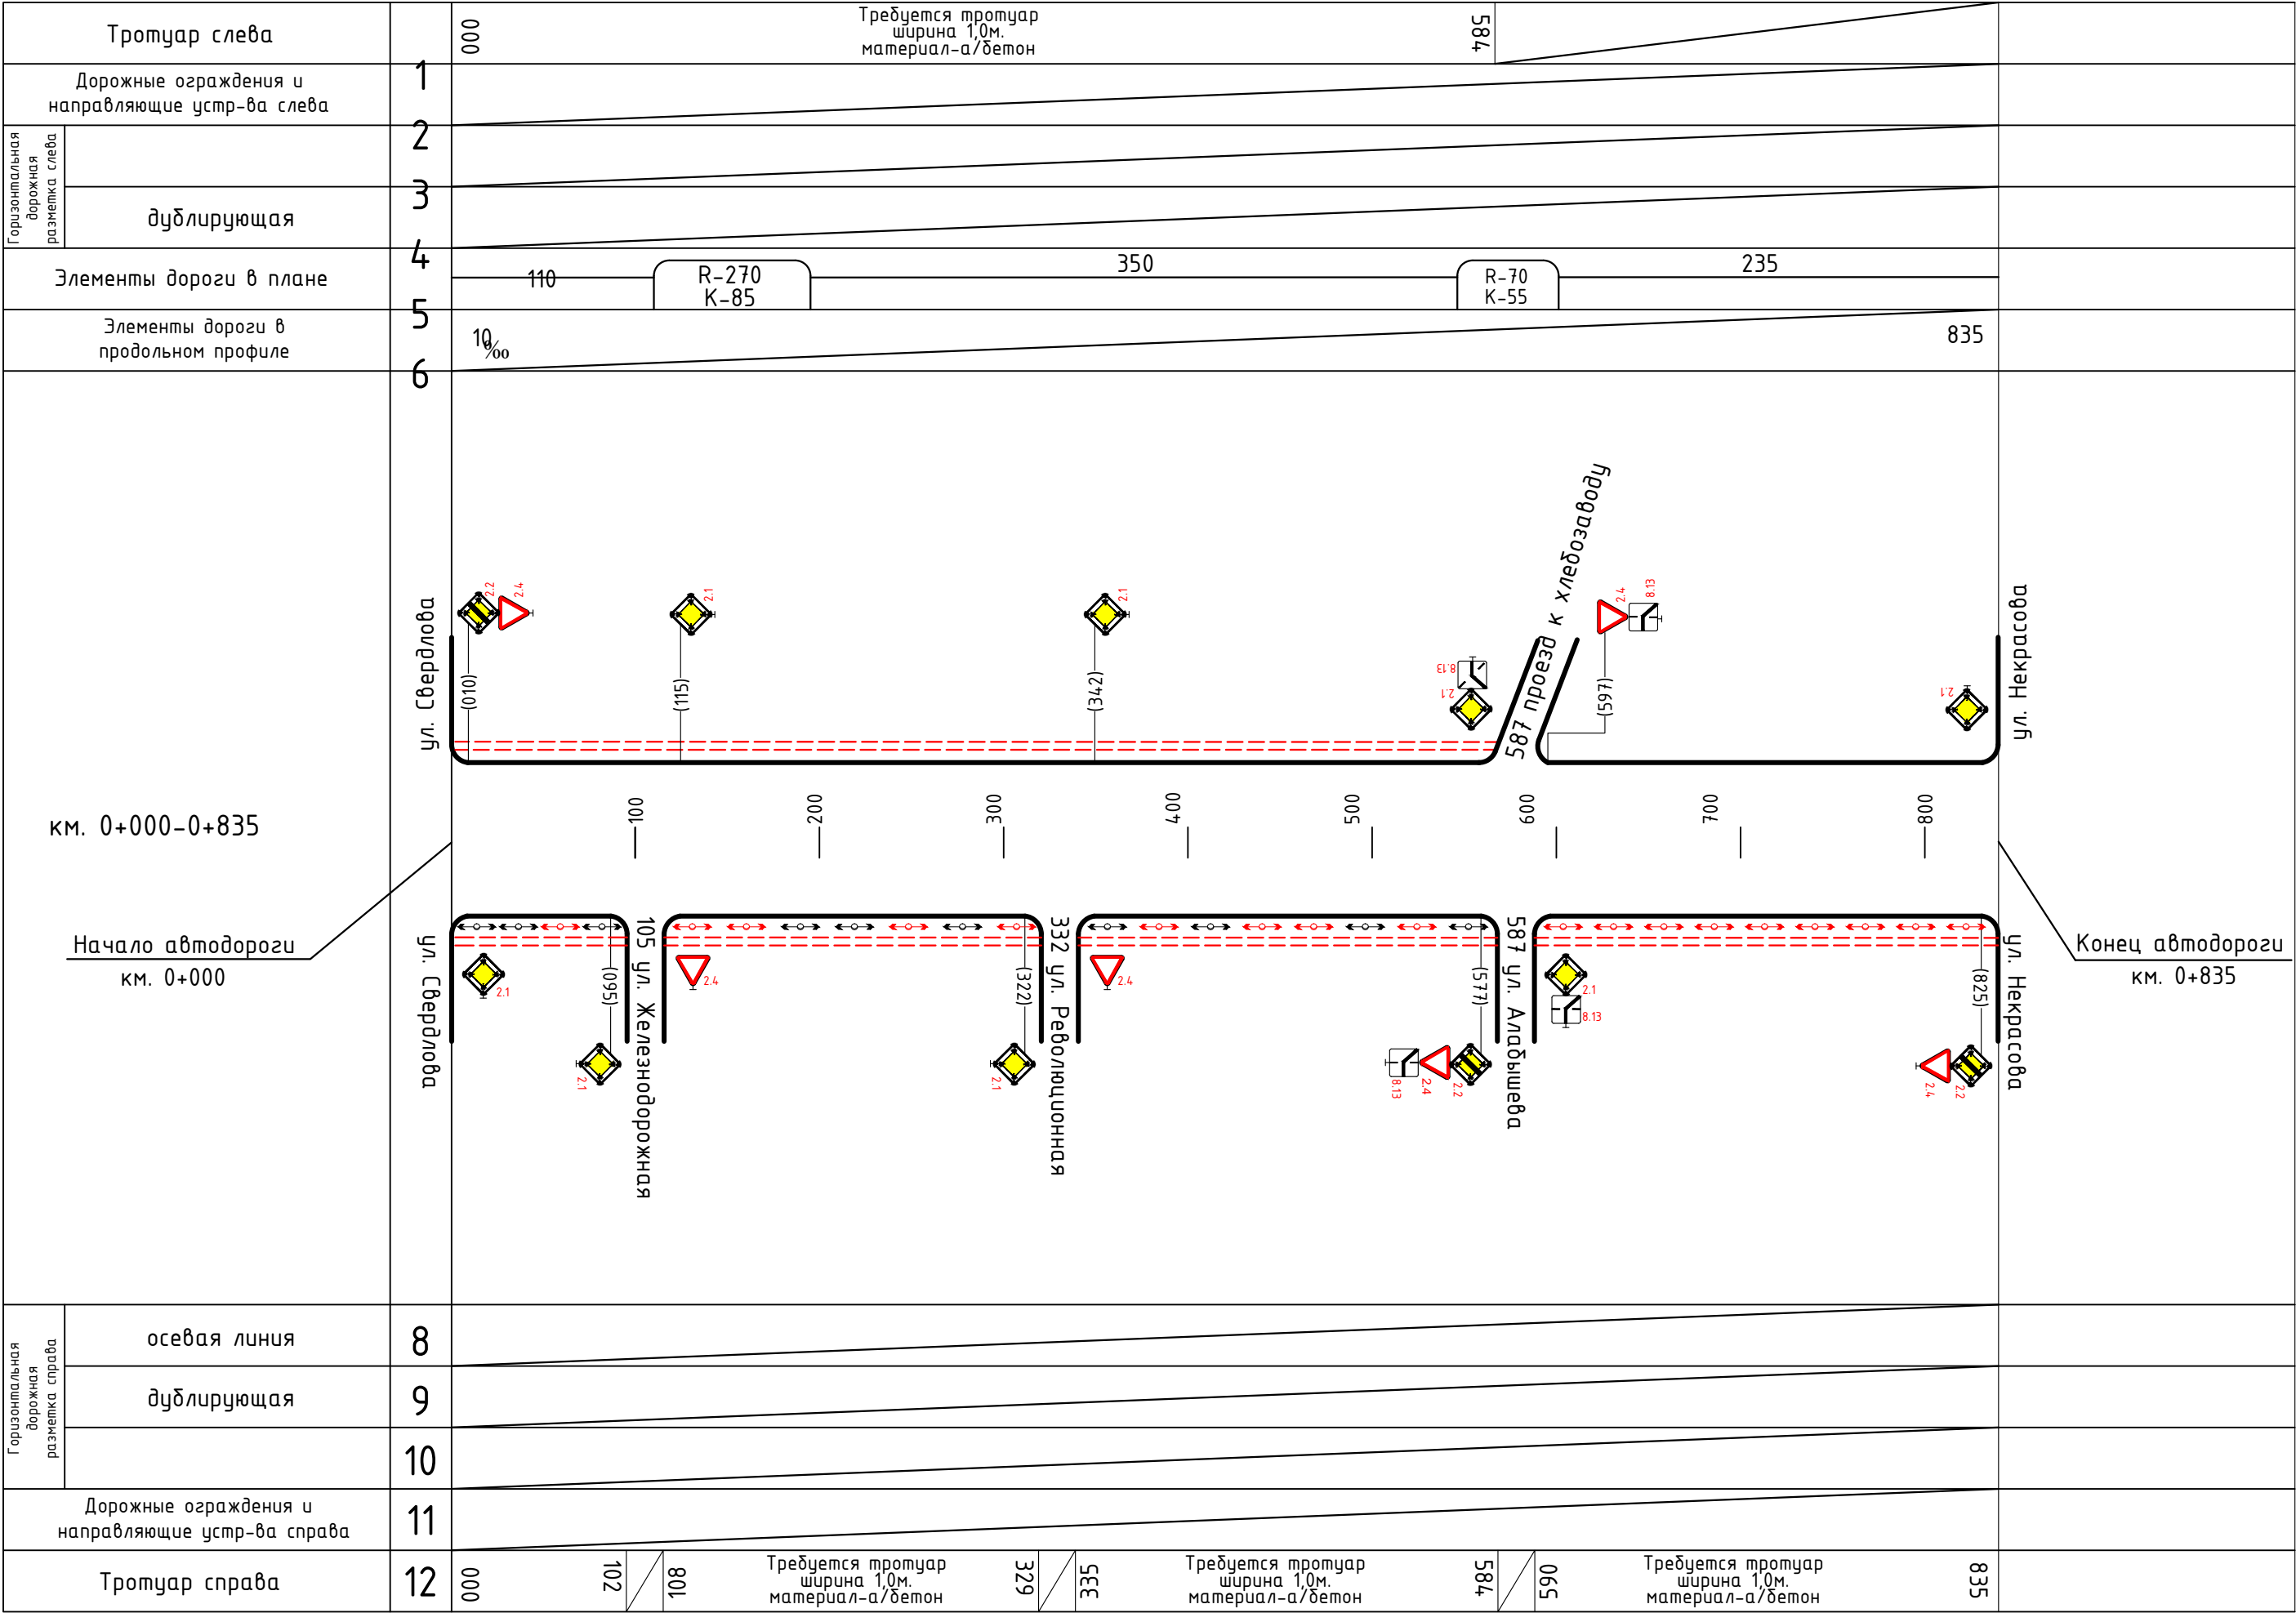 Тротуар слева
000
Требуется тротуар
ширина 1,0м.
материал-а/бетон
584
Дорожные ограждения и
направляющие устр-ва слева
1
Горизонтальная
дорожная
разметка слева
2
дублирующая
3
4
Элементы дороги в плане
110
R-270
K-85
350
R-70
K-55
235
5
Элементы дороги в
продольном профиле
10‰
835
6
ул. Свердлова
2.2
2.4
(010)
2.1
(115)
2.1
(342)
8.13
2.1
587 проезд к хлебозаводу
2.4
8.13
(597)
2.1
ул. Некрасова
км. 0+000-0+835
100
200
300
400
500
600
700
800
Начало автодороги
км. 0+000
ул. Свердлова
2.1
(095)
2.1
105 ул. Железнодорожная
2.4
(322)
2.1
332 ул. Революционная
2.4
(577)
8.13
2.4
2.2
587 ул. Алабышева
2.1
8.13
(825)
2.4
2.2
ул. Некрасова
Конец автодороги
км. 0+835
Горизонтальная
дорожная
разметка справа
осевая линия
8
дублирующая
9
10
Дорожные ограждения и
направляющие устр-ва справа
11
Тротуар справа
12
000
102
108
Требуется тротуар
ширина 1,0м.
материал-а/бетон
329
335
Требуется тротуар
ширина 1,0м.
материал-а/бетон
584
590
Требуется тротуар
ширина 1,0м.
материал-а/бетон
835